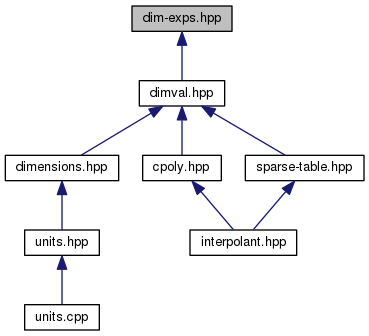 dim-exps.hpp
dimval.hpp
dimensions.hpp
cpoly.hpp
sparse-table.hpp
units.hpp
interpolant.hpp
units.cpp